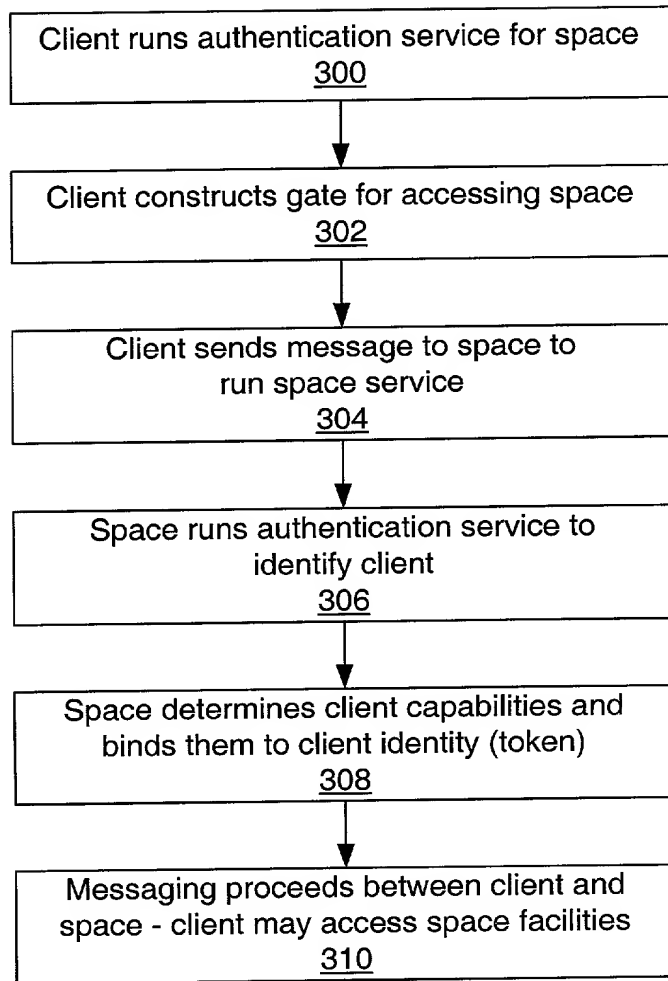 Client runs authentication service for space
300
Client constructs gate for accessing space
302
Client sends message to space to
run space service
304
Space runs authentication service to
identify client
306
Space determines client capabilities and
binds them to client identity (token)
308
Messaging proceeds between client and
space - client may access space facilities
310